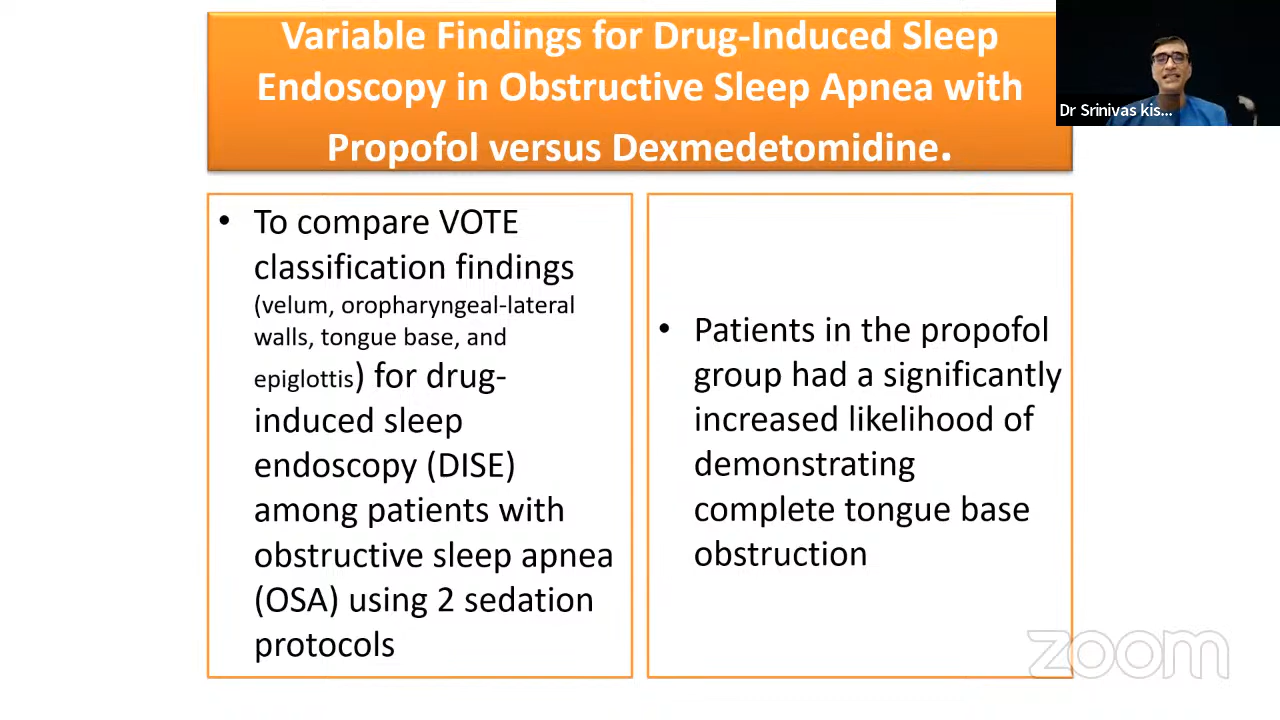 Variable Findings for Drug-Induced Sleep
Endoscopy in Obstructive Sleep Apnea with
Propofol versus Dexmedetomidine.
Dr Srinivas kis...
• To compare VOTE
classification findings
(velum, oropharyngeal-lateral
walls, tongue base, and
epiglottis) for drug-
induced sleep
endoscopy (DISE)
among patients with
obstructive sleep apnea
(OSA) using 2 sedation
protocols
• Patients in the propofol
group had a significantly
increased likelihood of
demonstrating
complete tongue base
obstruction
zoom